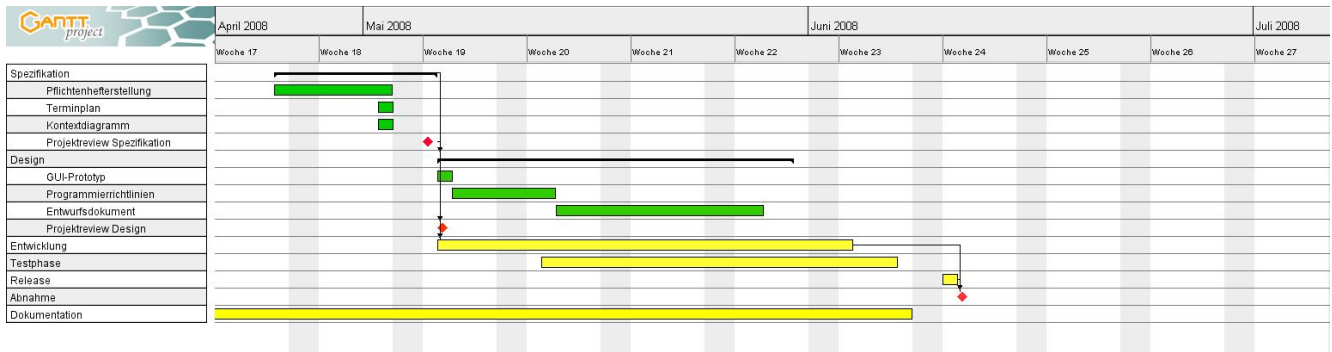 GANTT
project
April 2008
Mai 2008
Juni 2008
Juli 2008
Woche 17
Woche 18
Woche 19
Woche 20
Woche 21
Woche 22
Woche 23
Woche 24
Woche 25
Woche 26
Woche 27
Spezifikation
Pflichtenhefterstellung
Terminplan
Kontextdiagramm
Projektreview Spezifikation
Design
GUI-Prototyp
Programmierrichtlinien
Entwurfsdokument
Projektreview Design
Entwicklung
Testphase
Release
Abnahme
Dokumentation